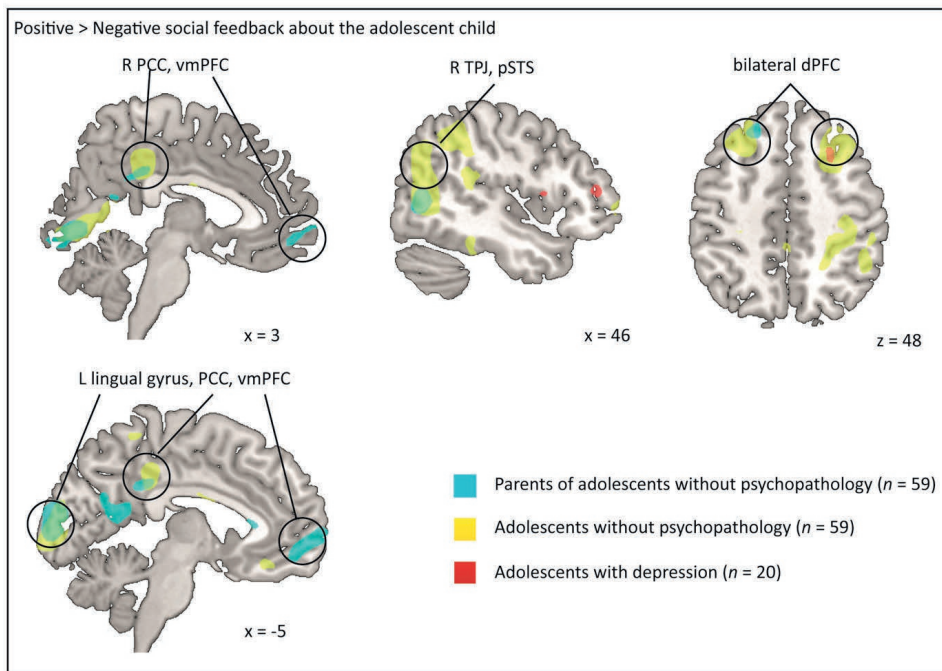 Positive > Negative social feedback about the adolescent child
R PCC, vmPFC
R TPJ, pSTS
bilateral dPFC
x = 3
x = 46
z = 48
L lingual gyrus, PCC, vmPFC
x = -5
Parents of adolescents without psychopathology (n = 59)
Adolescents without psychopathology (n = 59)
Adolescents with depression (n = 20)